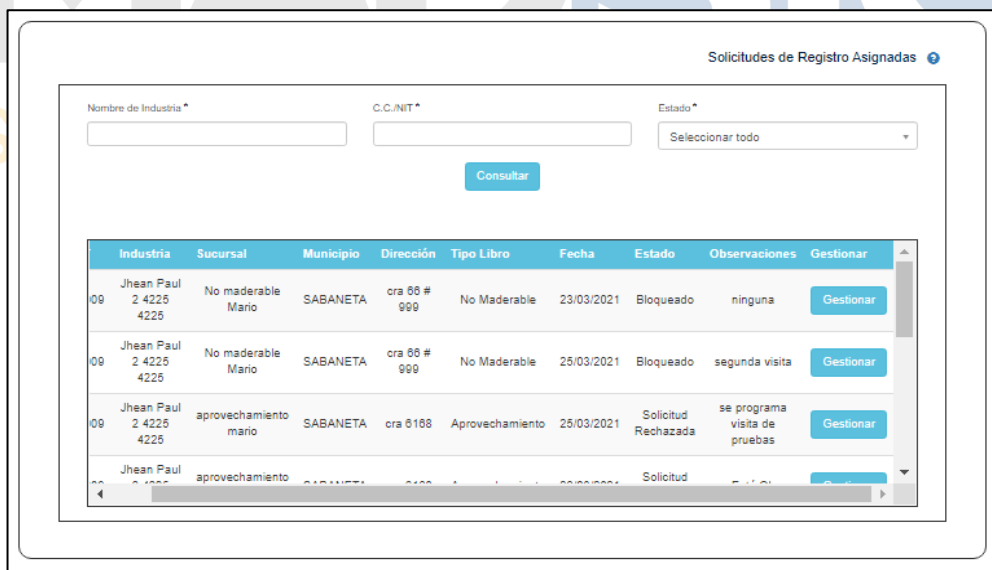 Solicitudes de Registro Asignadas
Nombre de Industria * C.C./NIT * Estado *
Seleccionar todo
Consultar
Industria Sucursal Municipio Dirección Tipo Libro Fecha Estado Observaciones Gestionar
009 Jhean Paul 2 4225 4225 No maderable Mario SABANETA cra 66 # 999 No Maderable 23/03/2021 Bloqueado ninguna Gestionar
009 Jhean Paul 2 4225 4225 No maderable Mario SABANETA cra 66 # 999 No Maderable 25/03/2021 Bloqueado segunda visita Gestionar
009 Jhean Paul 2 4225 4225 aprovechamiento mario SABANETA cra 6168 Aprovechamiento 25/03/2021 Solicitud Rechazada se programa visita de pruebas Gestionar
Jhean Paul aprovechamiento Solicitud